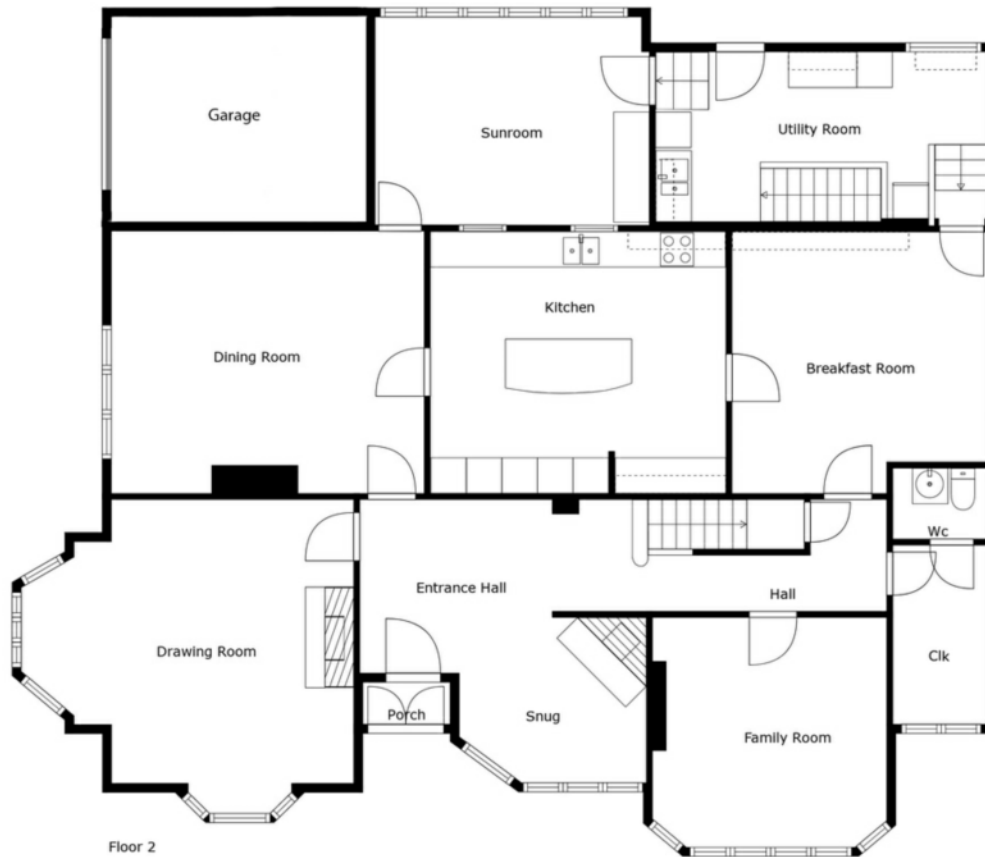 Garage
Sunroom
Utility Room
Kitchen
Dining Room
Breakfast Room
Wc
Entrance Hall
Hall
Drawing Room
Clk
Porch
Snug
Family Room
Floor 2